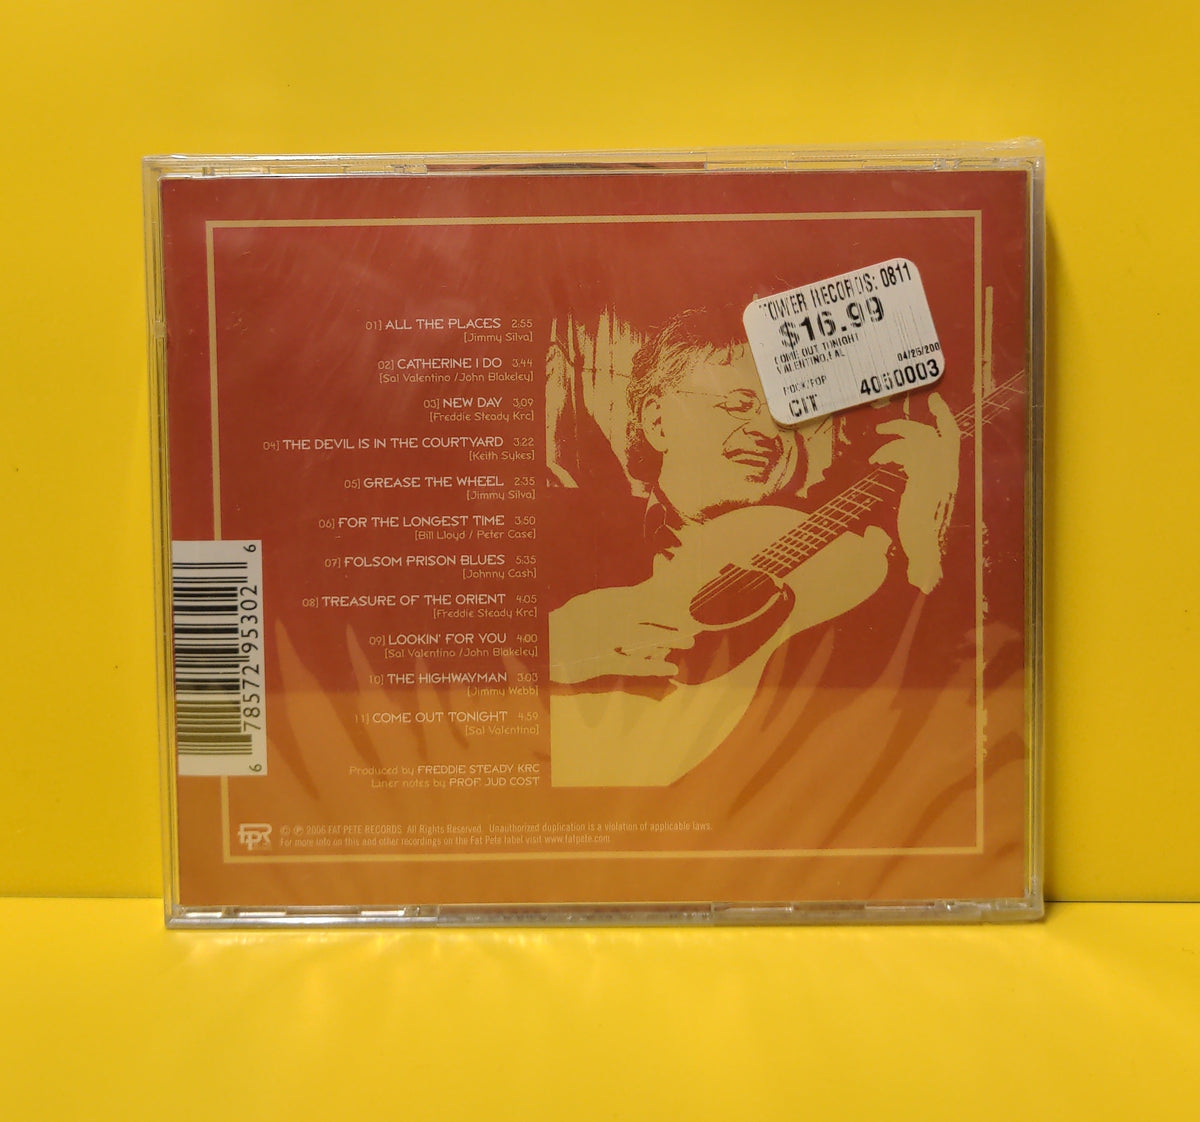 01] ALL THE PLACES 2:55
[Jimmy Silva]
02] CATHERINE I DO 3:44
[Sal Valentino / John Blakeley]
03] NEW DAY 3:09
[Freddie Steady Krc]
04] THE DEVIL IS IN THE COURTYARD 3:22
[Keith Sykes]
05] GREASE THE WHEEL 2:35
[Jimmy Silva]
06] FOR THE LONGEST TIME 3:50
[Bill Lloyd / Peter Case]
07] FOLSOM PRISON BLUES 5:35
[Johnny Cash]
08] TREASURE OF THE ORIENT 4:05
[Freddie Steady Krc]
09] LOOKIN' FOR YOU 4:00
[Sal Valentino / John Blakeley]
10] THE HIGHWAYMAN 3:03
[Jimmy Webb]
11] COME OUT TONIGHT 4:59
[Sal Valentino]
Produced by FREDDIE STEADY KRC
Liner notes by PROF. JUD COST
FPR
© ℗ 2006 FAT PETE RECORDS. All Rights Reserved. Unauthorized duplication is a violation of applicable laws.
For more info on this and other recordings on the Fat Pete label visit www.fatpete.com
TOWER RECORDS: 0811
$16.99
COME OUT TONIGHT
VALENTINO,SAL
04/25/200
ROCK/POP
4050003
CIT
6 78572 95302 6